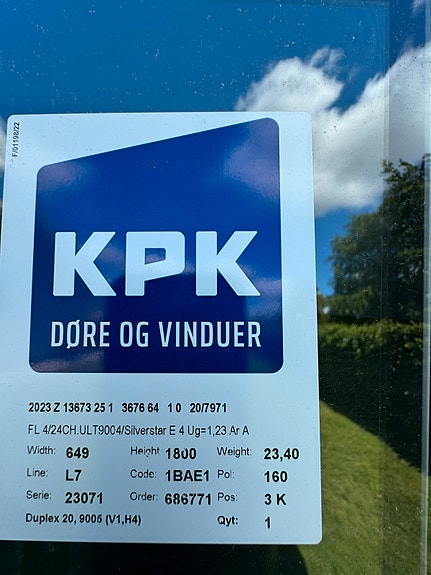 F/01198/22
KPK
DØRE OG VINDUER
2023 Z 13673 25 1 3676 64 1 0 20/7971
FL 4/24CH.ULT9004/Silverstar E 4 Ug=1,23 Ar A
Width: 649 Height 1800 Weight: 23,40
Line: L7 Code: 1BAE1 Pol: 160
Serie: 23071 Order: 686771 Pos: 3 K
Duplex 20, 9005 (V1,H4) Qyt: 1